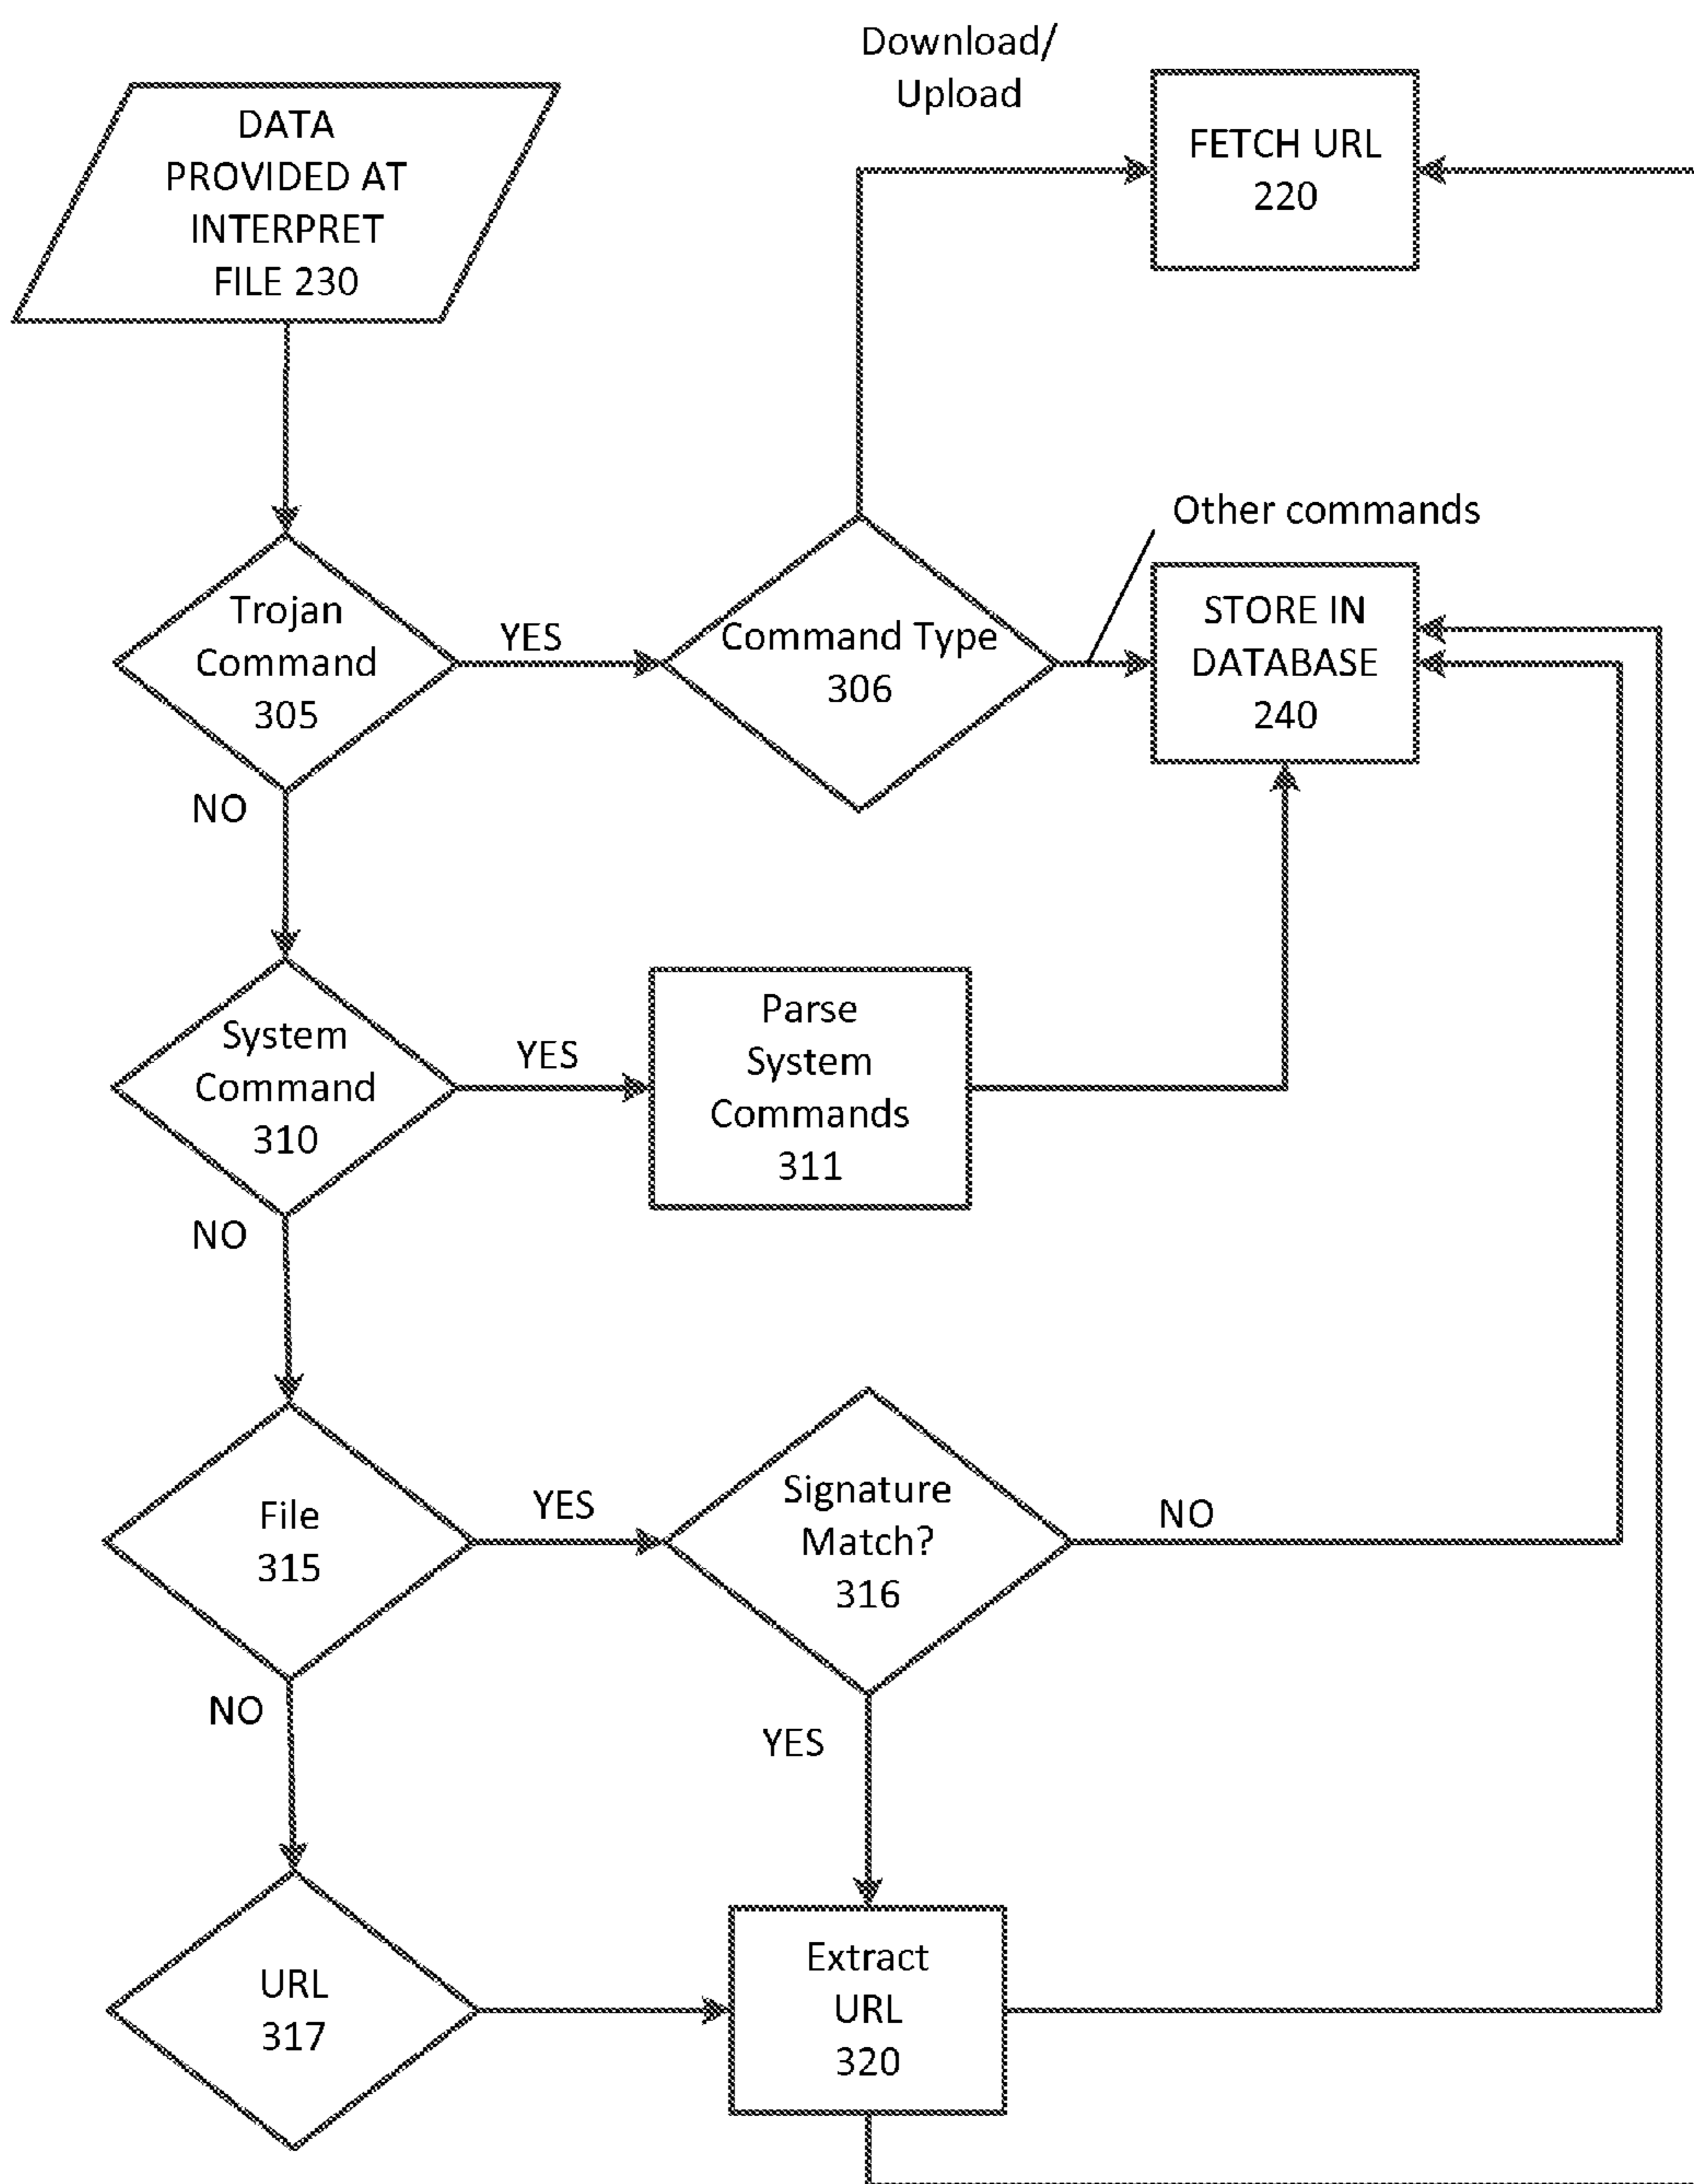 Download/
Upload
DATA
PROVIDED AT
INTERPRET
FILE 230
FETCH URL
220
Other commands
Trojan
Command
305
YES
Command Type
306
STORE IN
DATABASE
240
NO
System
Command
310
YES
Parse
System
Commands
311
NO
File
315
YES
Signature
Match?
316
NO
NO
YES
URL
317
Extract
URL
320